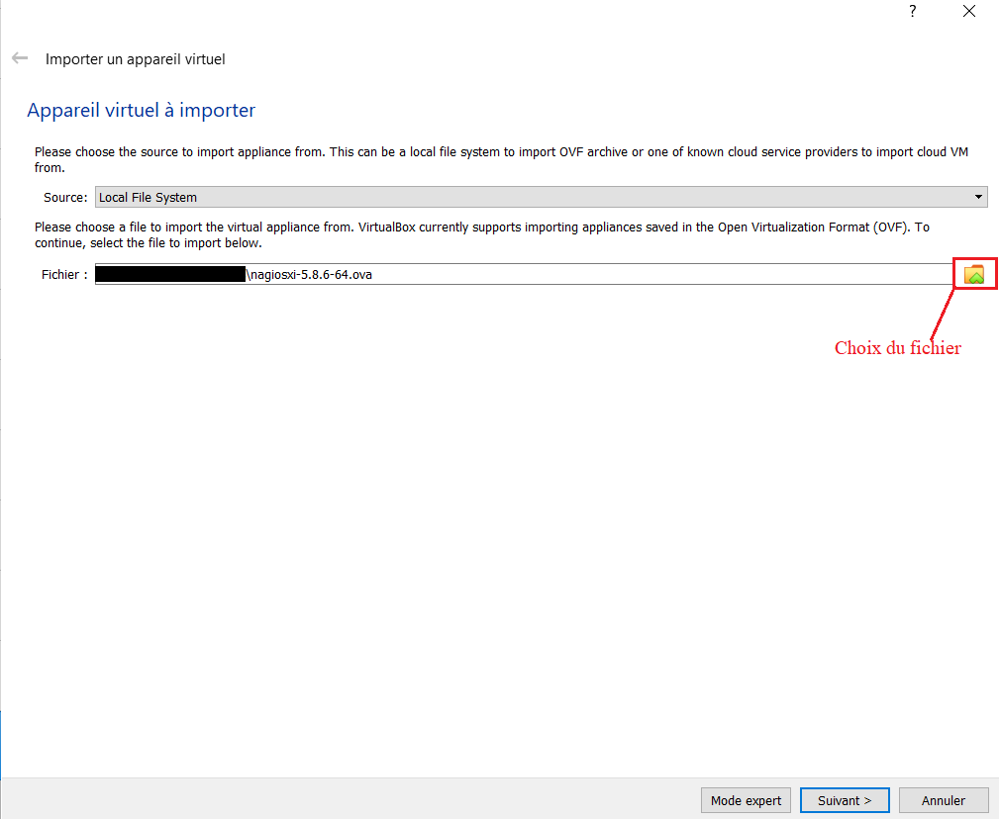 ?
Importer un appareil virtuel
Appareil virtuel à importer
Please choose the source to import appliance from. This can be a local file system to import OVF archive or one of known cloud service providers to import cloud VM
from.
Source: Local File System
Please choose a file to import the virtual appliance from. VirtualBox currently supports importing appliances saved in the Open Virtualization Format (OVF). To
continue, select the file to import below.
Fichier : \nagiosxi-5.8.6-64.ova
Choix du fichier
Mode expert Suivant > Annuler